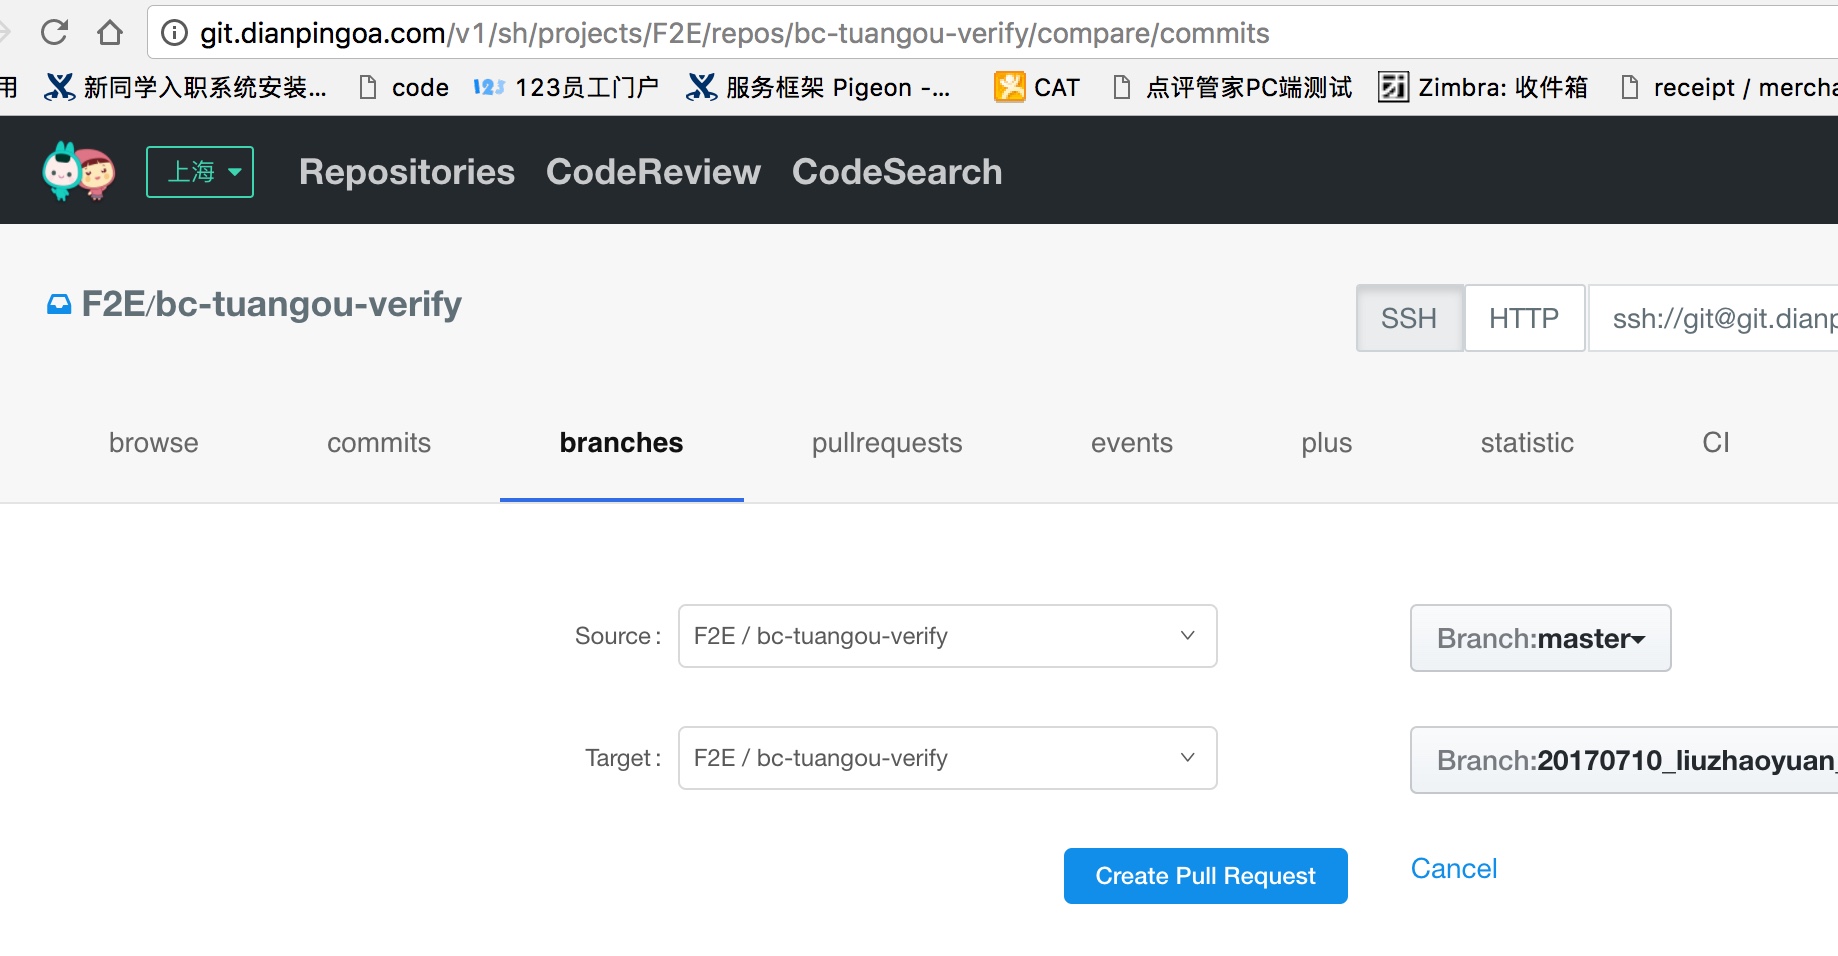 git.dianpingoa.com/v1/sh/projects/F2E/repos/bc-tuangou-verify/compare/commits
用 新同学入职系统安装... code 123 123员工门户 服务框架 Pigeon -... CAT 点评管家PC端测试 Zimbra: 收件箱 receipt / mercha
上海 Repositories CodeReview CodeSearch
F2E/bc-tuangou-verify SSH HTTP ssh://git@git.dianp
browse commits branches pullrequests events plus statistic CI
Source: F2E / bc-tuangou-verify Branch:master
Target: F2E / bc-tuangou-verify Branch:20170710_liuzhaoyuan_
Create Pull Request Cancel